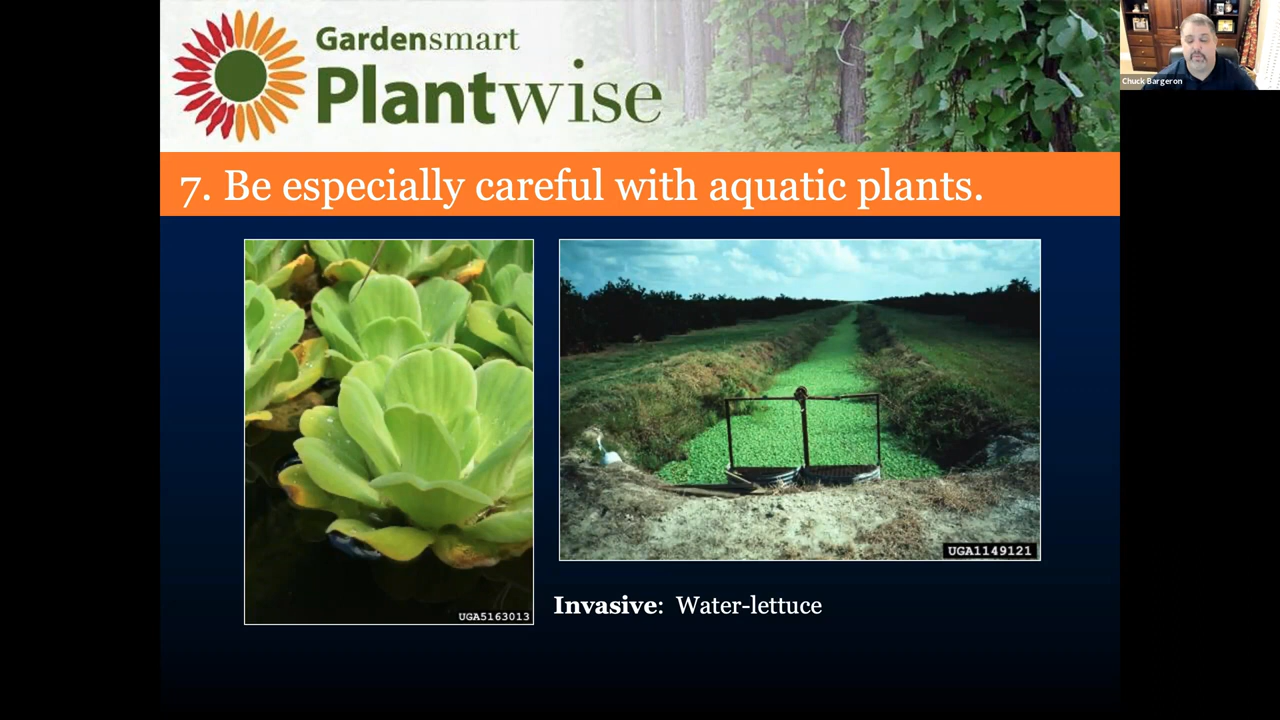 Gardensmart
Plantwise
Chuck Bargeron
7. Be especially careful with aquatic plants.
UGA1149121
UGA5163013
Invasive: Water-lettuce